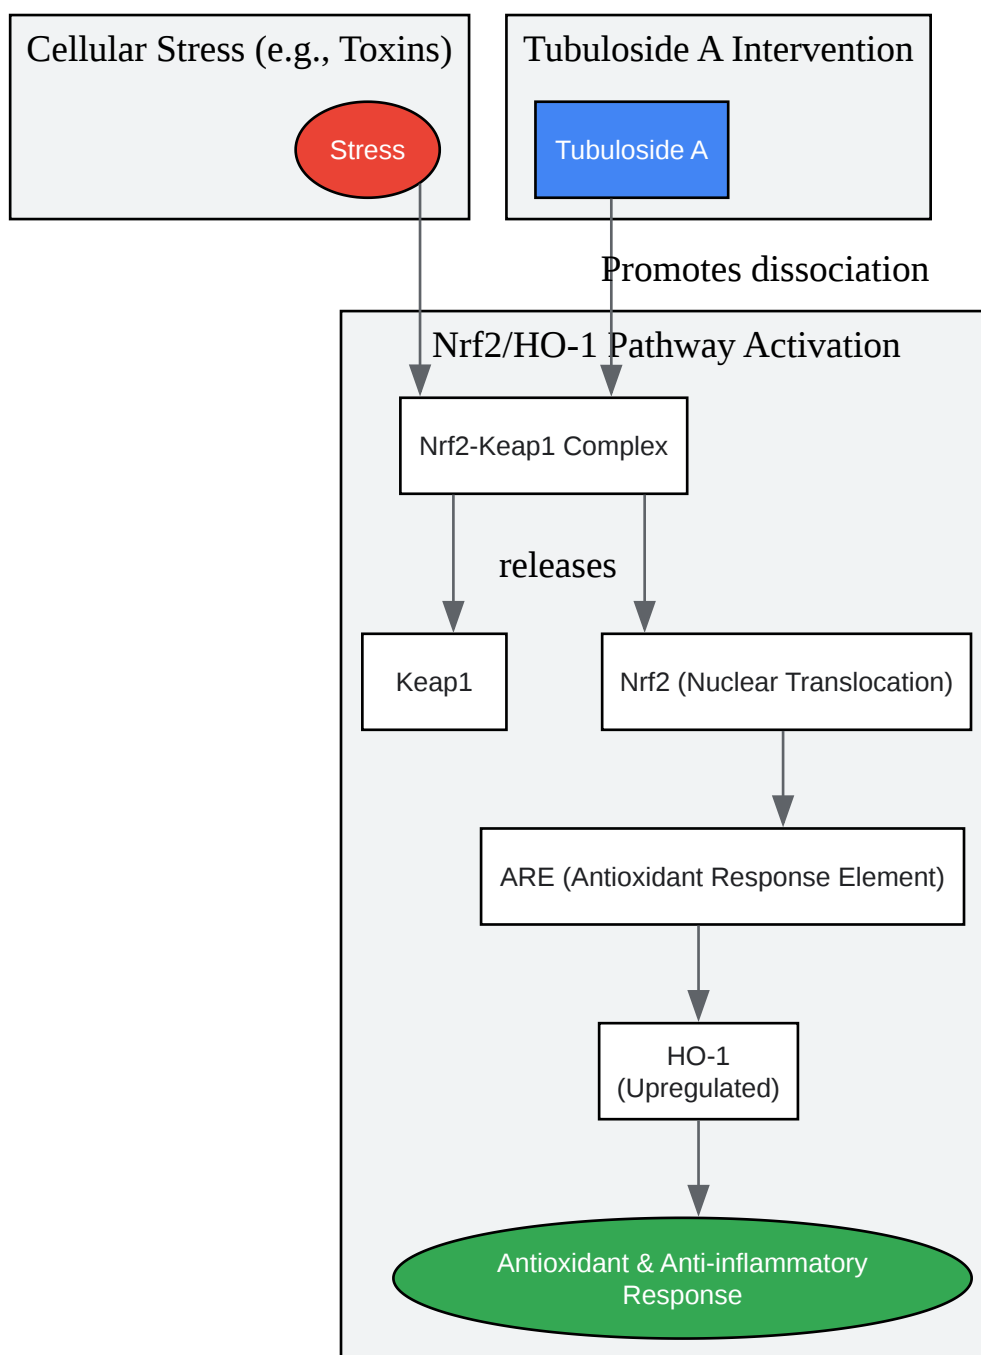 Cellular Stress (e.g., Toxins)
Tubuloside A Intervention
Stress
Tubuloside A
Promotes dissociation
Nrf2/HO-1 Pathway Activation
Nrf2-Keap1 Complex
releases
Keap1
Nrf2 (Nuclear Translocation)
ARE (Antioxidant Response Element)
HO-1
(Upregulated)
Antioxidant & Anti-inflammatory
Response